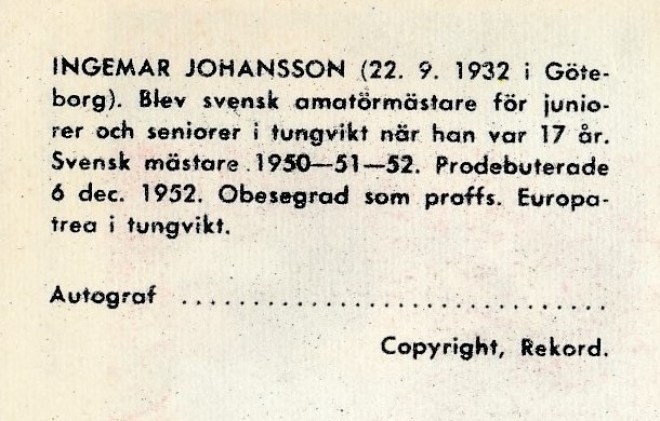 INGEMAR JOHANSSON (22. 9. 1932 i Göte-
borg). Blev svensk amatörmästare för junio-
rer och seniorer i tungvikt när han var 17 år.
Svensk mästare 1950—51—52. Prodebuterade
6 dec. 1952. Obesegrad som proffs. Europa-
trea i tungvikt.
Autograf ................................
Copyright, Rekord.